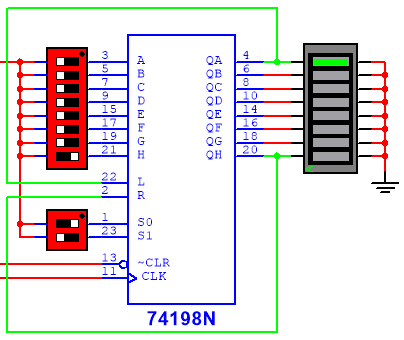 3 A QA 4
5 B QB 6
7 C QC 8
9 D QD 10
15 E QE 14
17 F QF 16
19 G QG 18
21 H QH 20
22 L
2 R
1 S0
23 S1
13 ~CLR
11 CLK
74198N